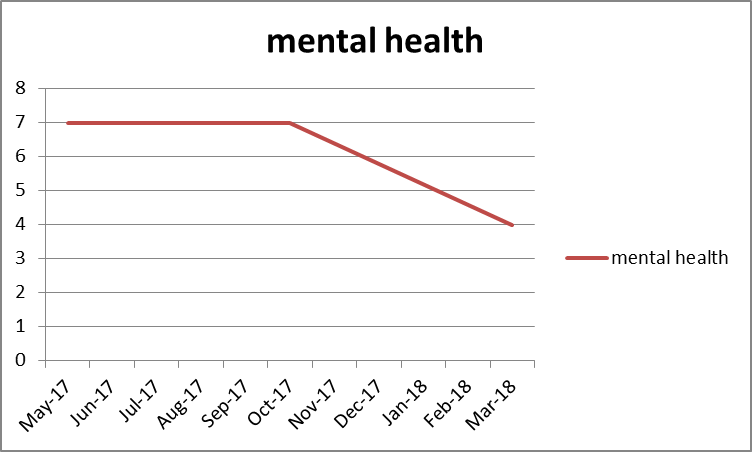 mental health
8
7
6
5
4
3
2
1
0
May-17
Jun-17
Jul-17
Aug-17
Sep-17
Oct-17
Nov-17
Dec-17
Jan-18
Feb-18
Mar-18
mental health